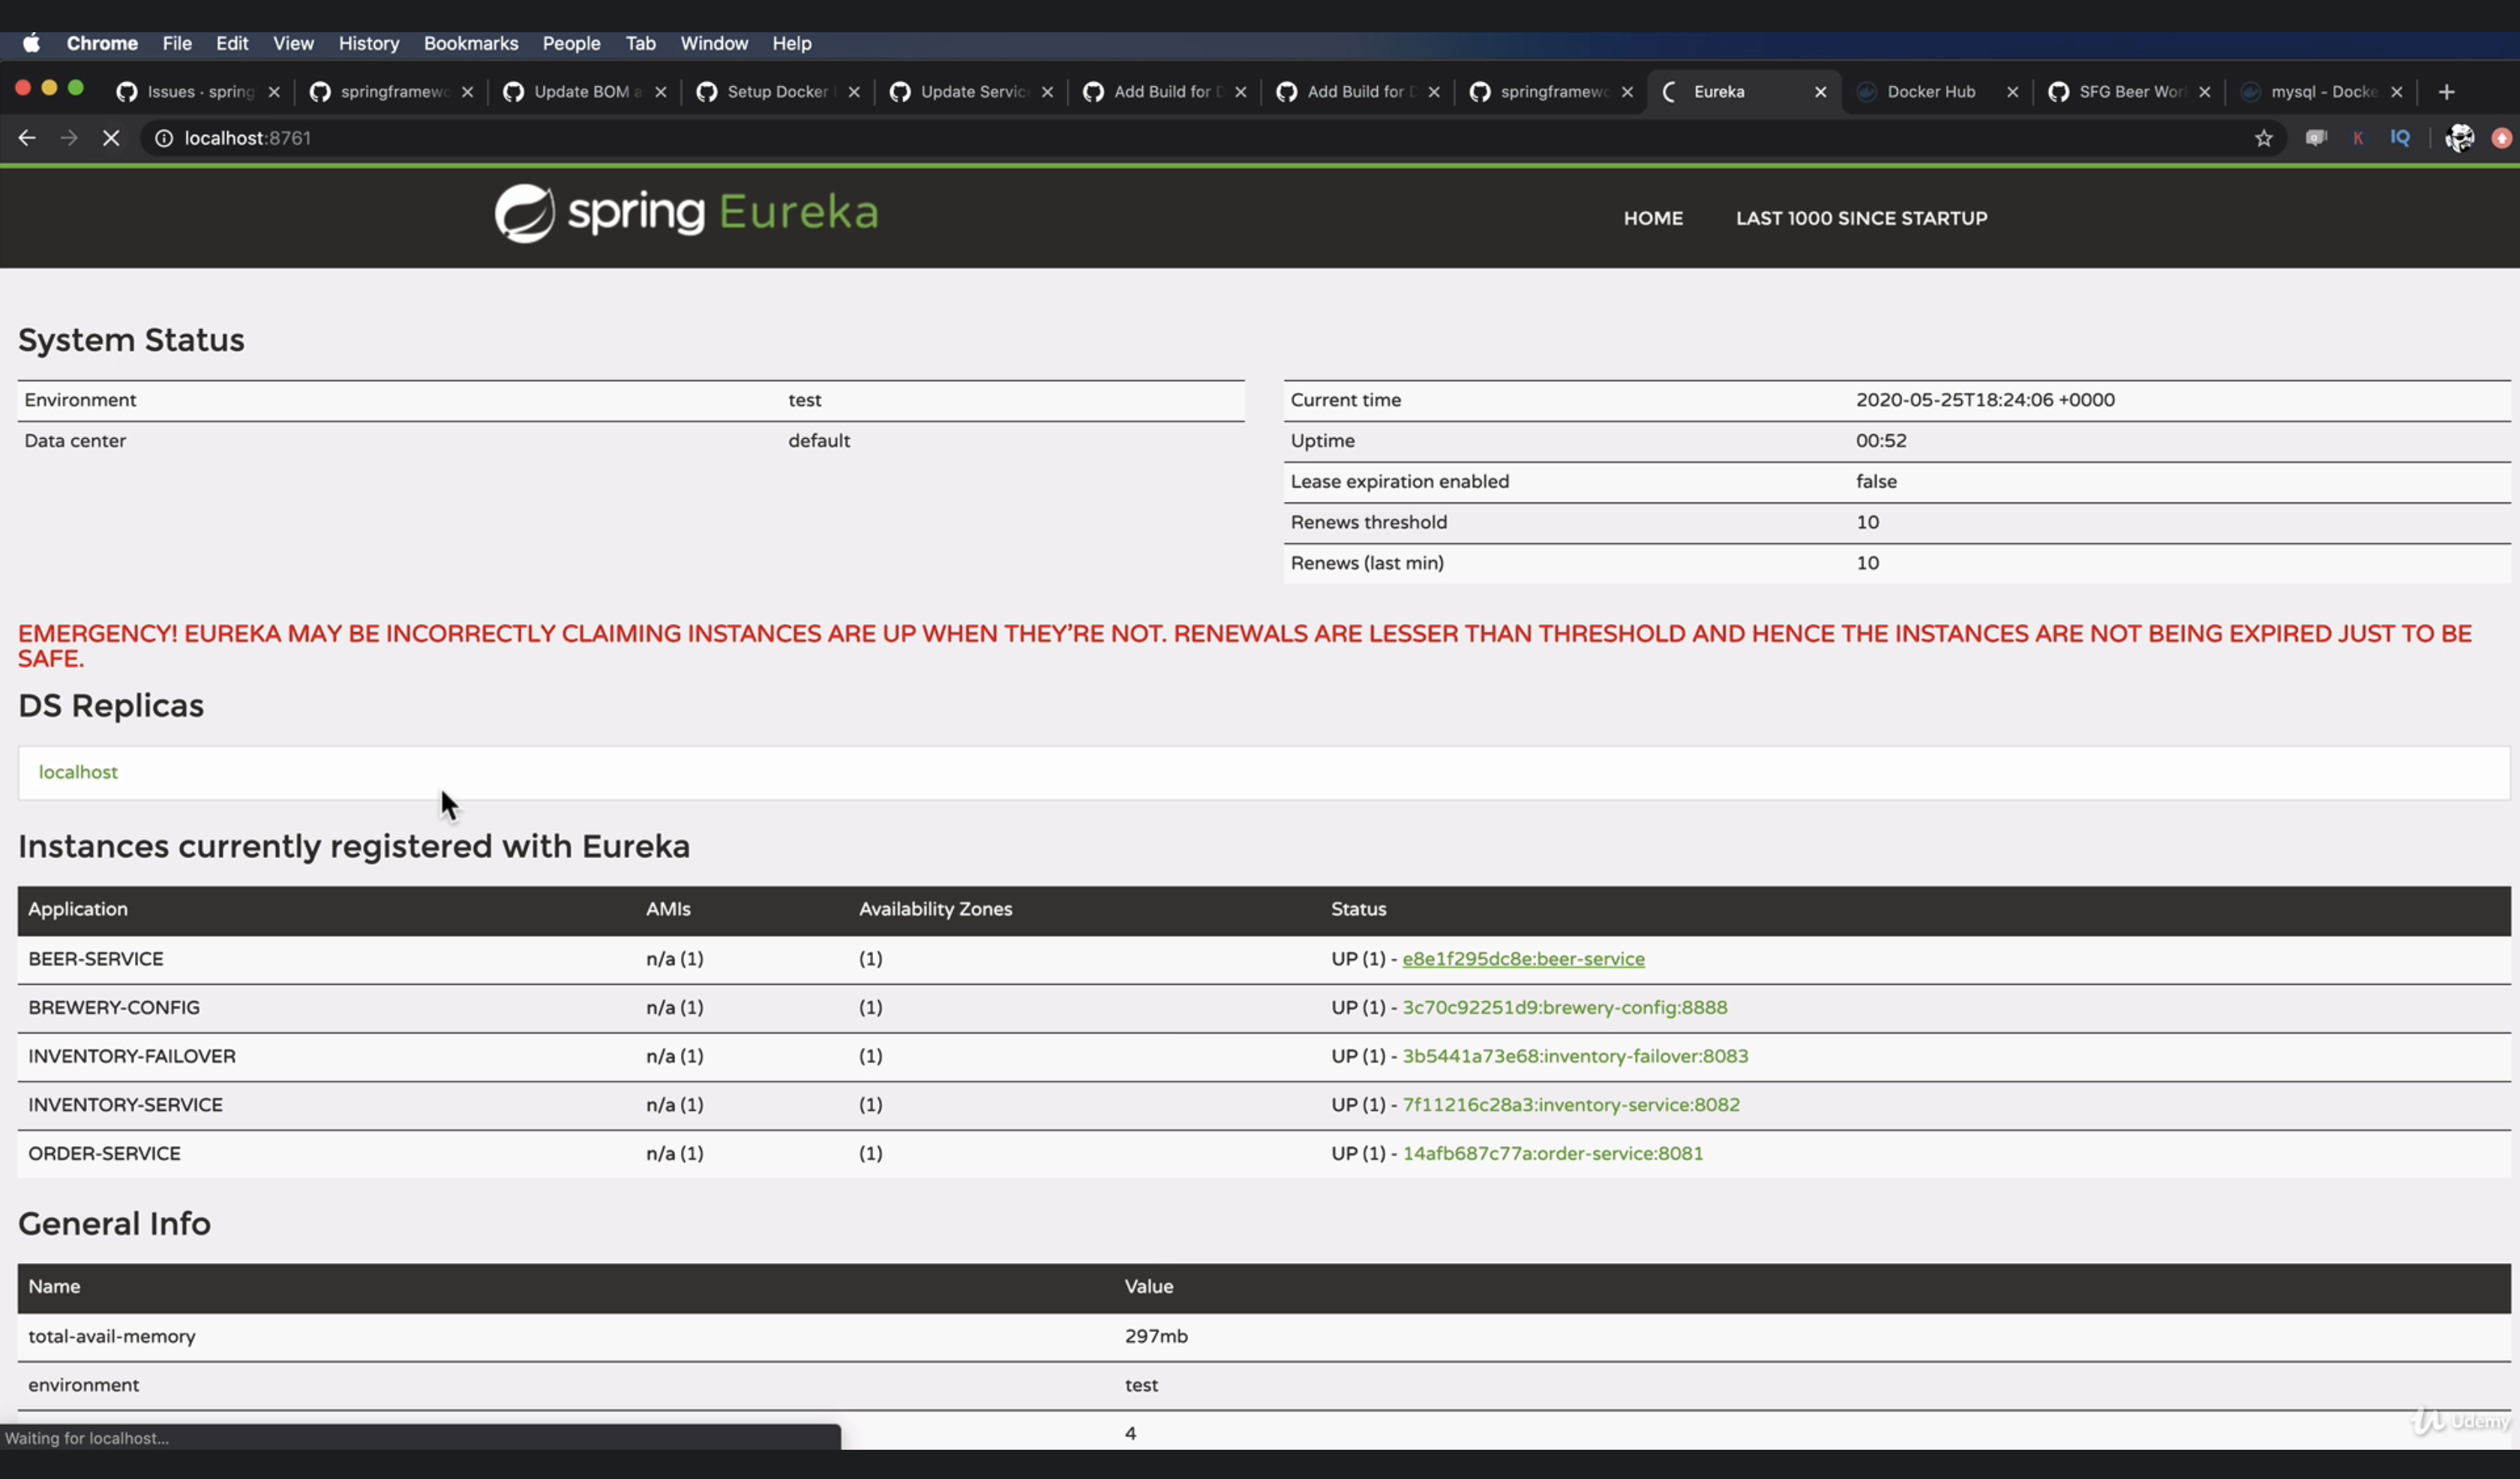 Chrome File Edit View History Bookmarks People Tab Window Help
Issues · spring springframewo Update BOM a Setup Docker Update Servic Add Build for D Add Build for D springframewo Eureka Docker Hub SFG Beer Wor mysql - Docke
localhost:8761 K IQ
spring Eureka HOME LAST 1000 SINCE STARTUP
System Status
Environment test Current time 2020-05-25T18:24:06 +0000
Data center default Uptime 00:52
Lease expiration enabled false
Renews threshold 10
Renews (last min) 10
EMERGENCY! EUREKA MAY BE INCORRECTLY CLAIMING INSTANCES ARE UP WHEN THEY'RE NOT. RENEWALS ARE LESSER THAN THRESHOLD AND HENCE THE INSTANCES ARE NOT BEING EXPIRED JUST TO BE
SAFE.
DS Replicas
localhost
Instances currently registered with Eureka
Application AMIs Availability Zones Status
BEER-SERVICE n/a (1) (1) UP (1) - e8e1f295dc8e:beer-service
BREWERY-CONFIG n/a (1) (1) UP (1) - 3c70c92251d9:brewery-config:8888
INVENTORY-FAILOVER n/a (1) (1) UP (1) - 3b5441a73e68:inventory-failover:8083
INVENTORY-SERVICE n/a (1) (1) UP (1) - 7f11216c28a3:inventory-service:8082
ORDER-SERVICE n/a (1) (1) UP (1) - 14afb687c77a:order-service:8081
General Info
Name Value
total-avail-memory 297mb
environment test
4
Waiting for localhost...
Udemy